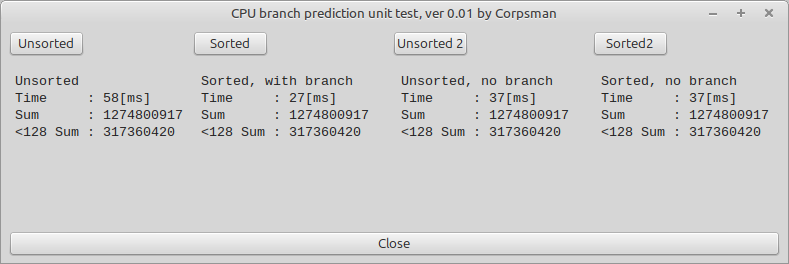 CPU branch prediction unit test, ver 0.01 by Corpsman
Unsorted Sorted Unsorted 2 Sorted2
Unsorted
Time : 58[ms]
Sum : 1274800917
<128 Sum : 317360420
Sorted, with branch
Time : 27[ms]
Sum : 1274800917
<128 Sum : 317360420
Unsorted, no branch
Time : 37[ms]
Sum : 1274800917
<128 Sum : 317360420
Sorted, no branch
Time : 37[ms]
Sum : 1274800917
<128 Sum : 317360420
Close